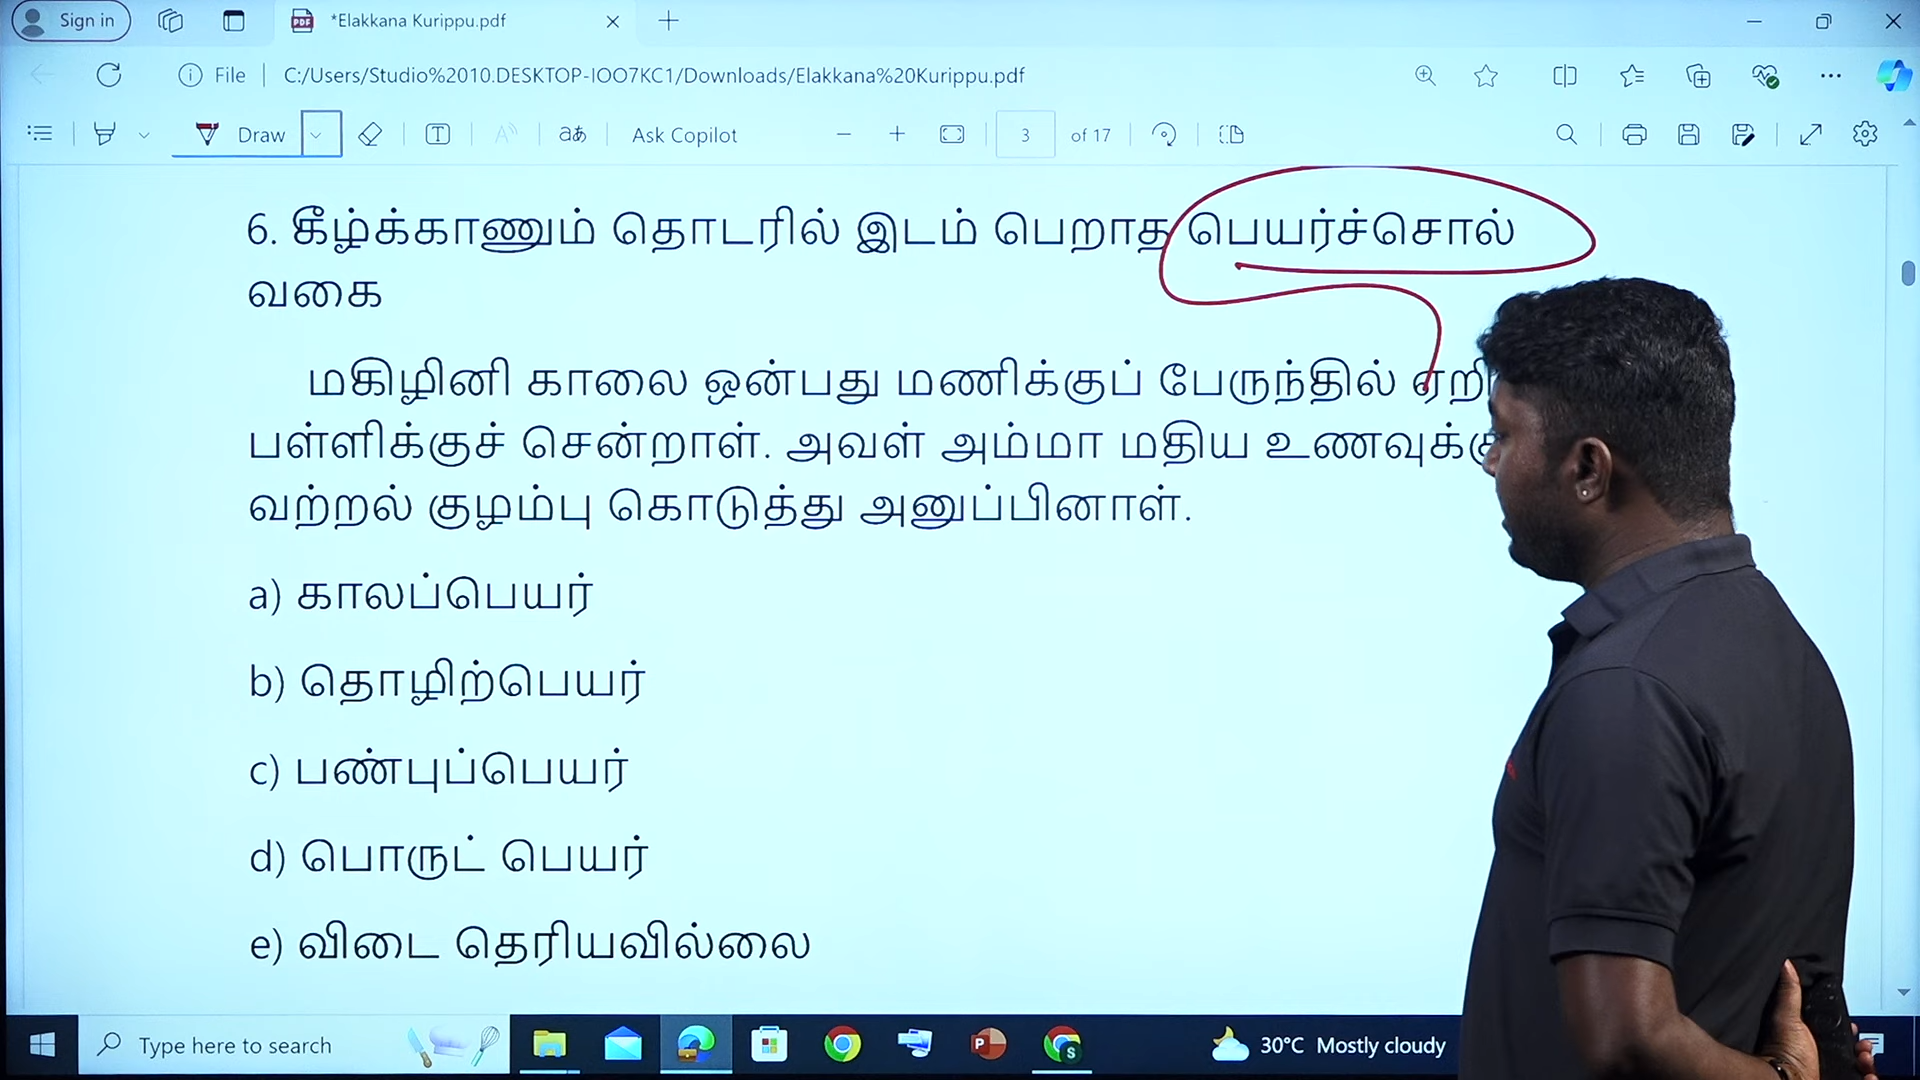 Sign in
*Elakkana Kurippu.pdf
File
C:/Users/Studio%2010.DESKTOP-IOO7KC1/Downloads/Elakkana%20Kurippu.pdf
Draw
aあ
Ask Copilot
3 of 17
6. கீழ்க்காணும் தொடரில் இடம் பெறாத பெயர்ச்சொல்
வகை
மகிழினி காலை ஒன்பது மணிக்குப் பேருந்தில்
பள்ளிக்குச் சென்றாள். அவள் அம்மா மதிய
வற்றல் குழம்பு கொடுத்து அனுப்பினாள்.
a) காலப்பெயர்
b) தொழிற்பெயர்
c) பண்புப்பெயர்
d) பொருட் பெயர்
e) விடை தெரியவில்லை
Type here to search
30°C Mostly cloudy